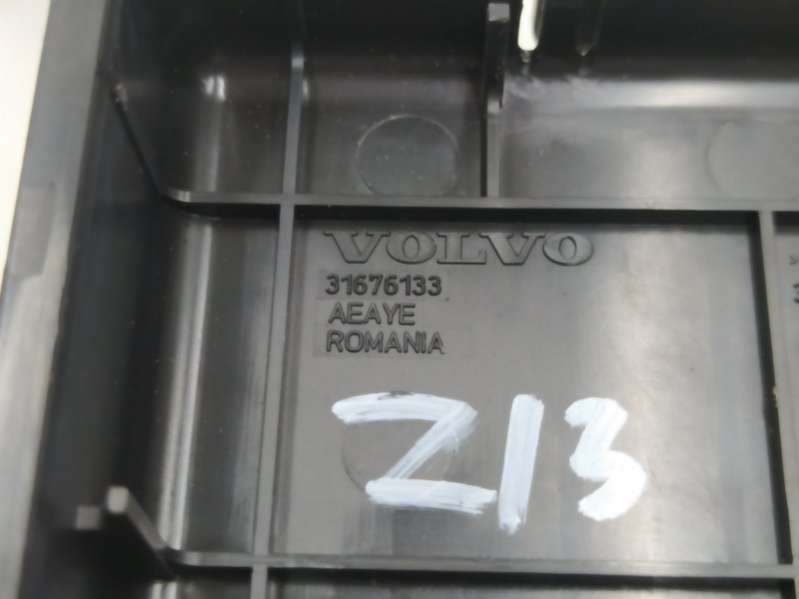 VOLVO
31676133
AEAYE
ROMANIA
Z13